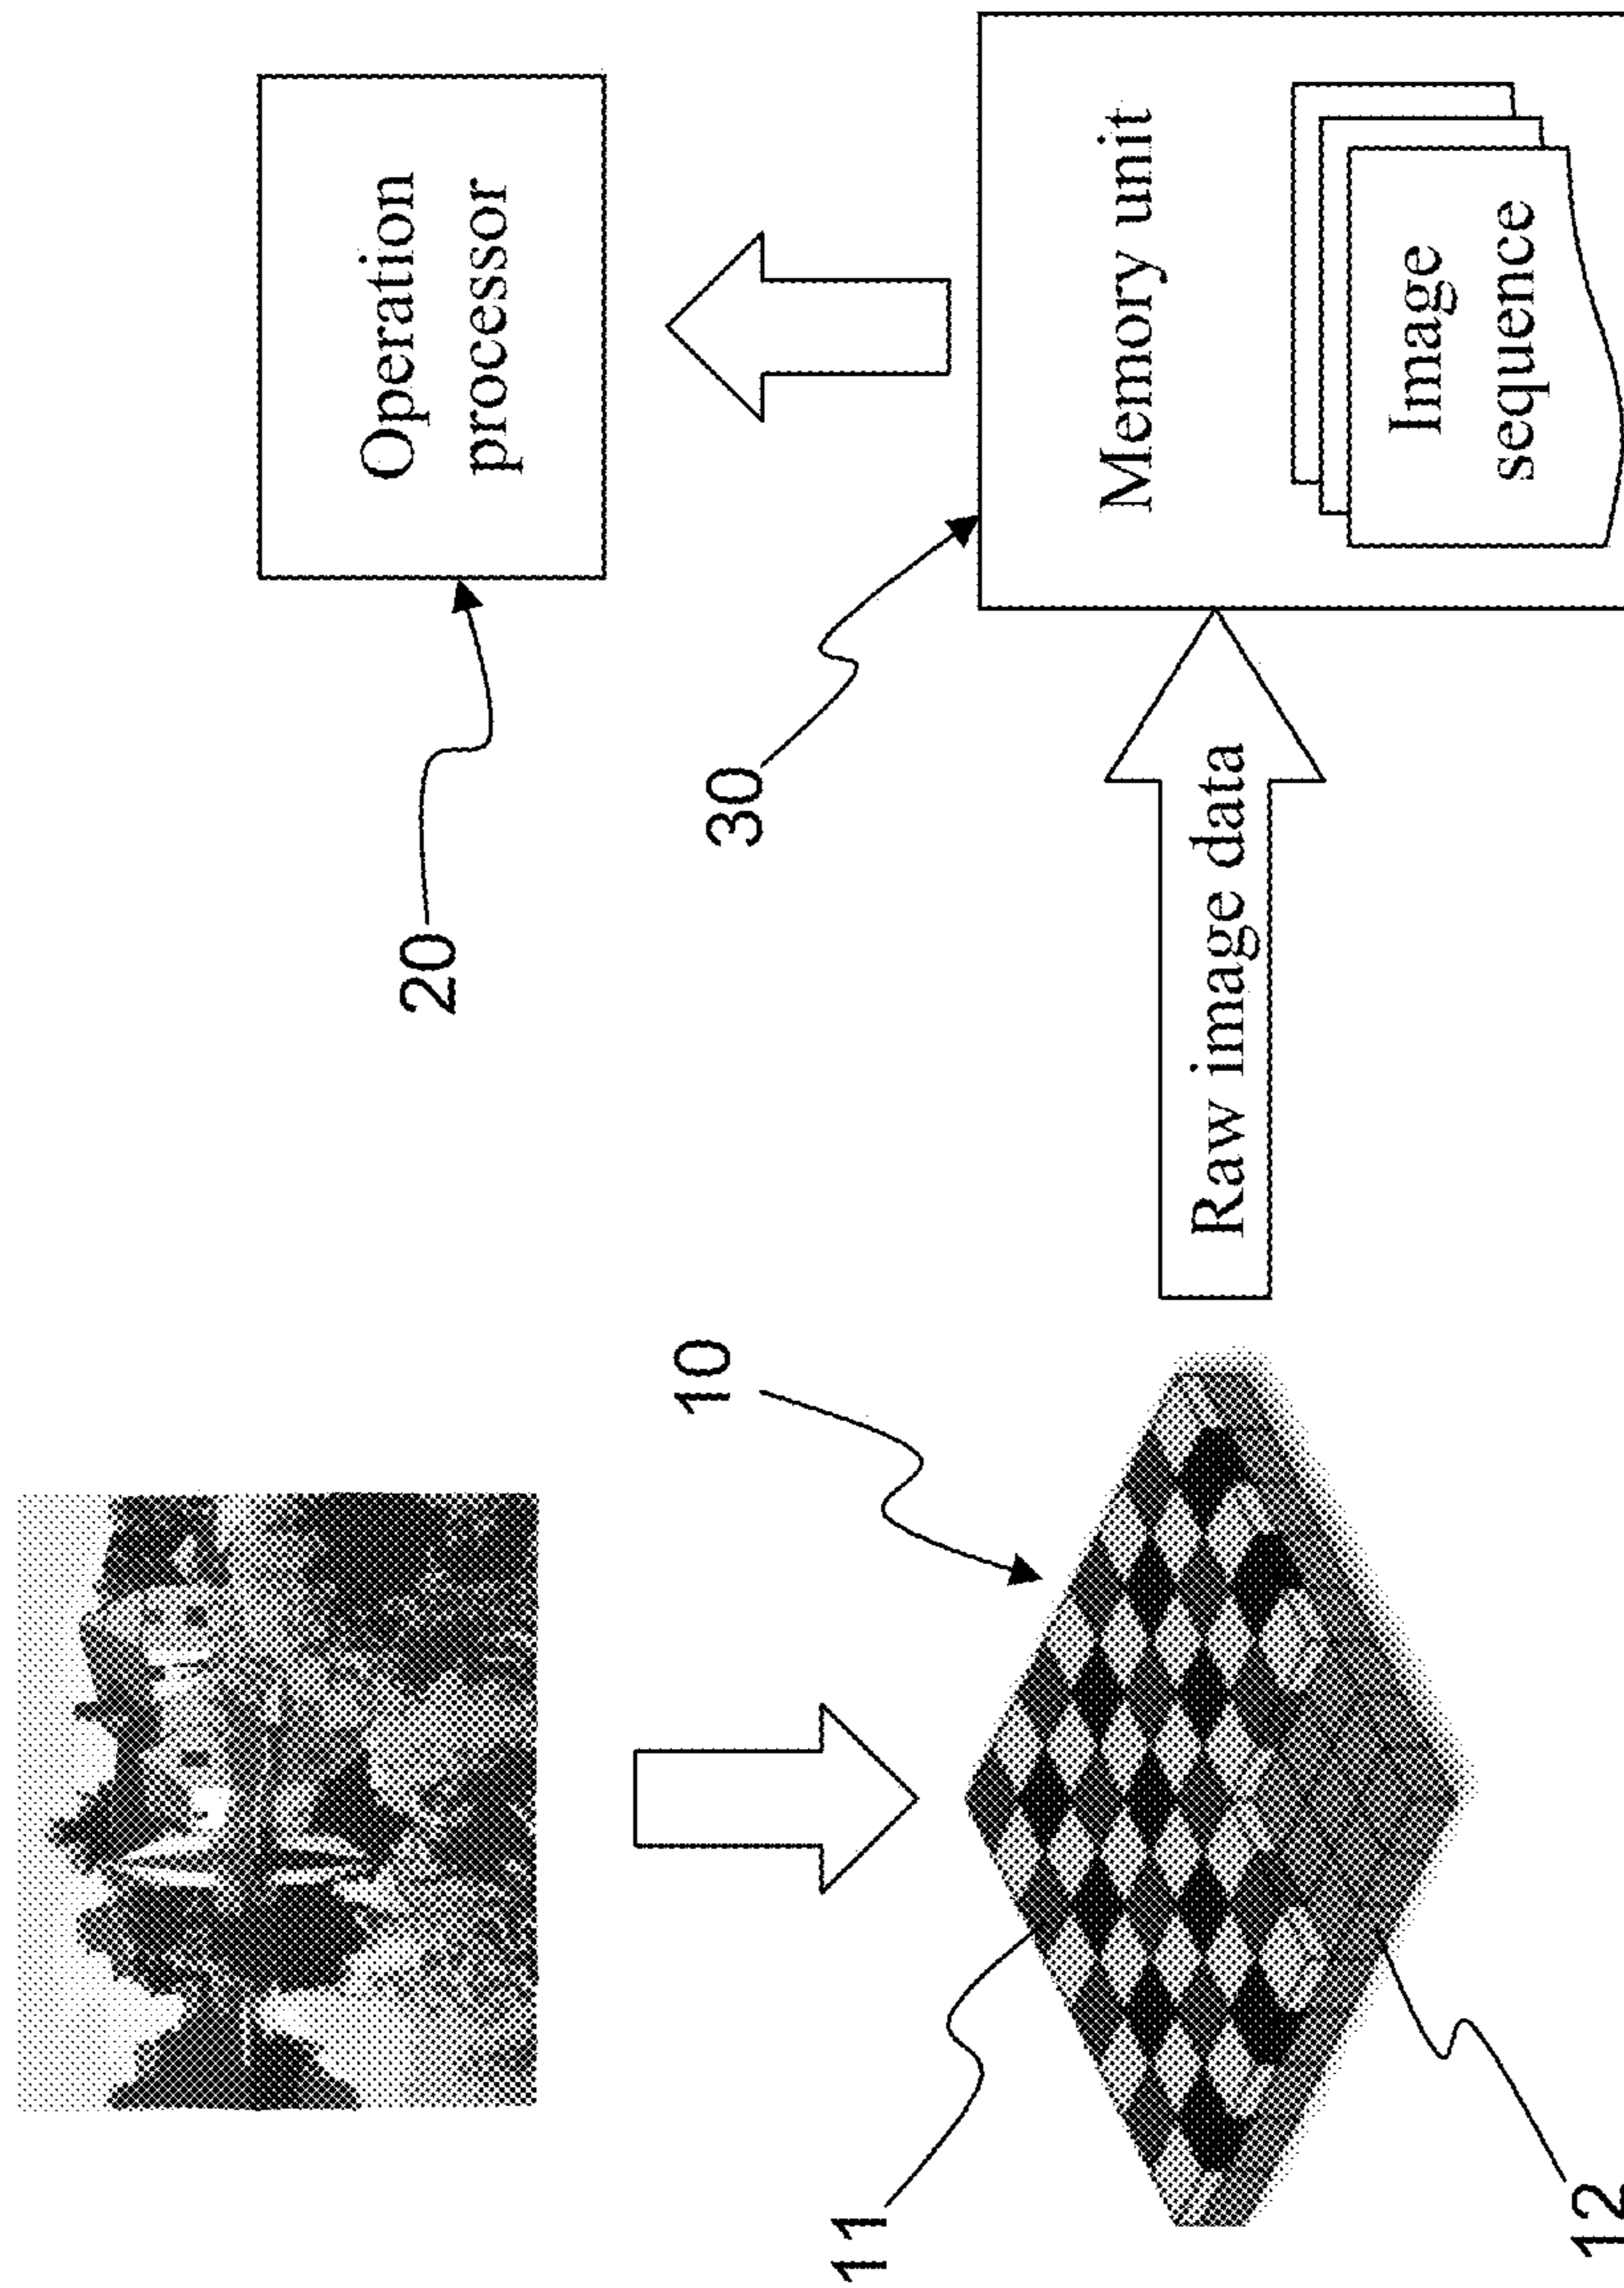 10
11
12
Raw image data
20
Operation
processor
30
Memory unit
Image
sequence